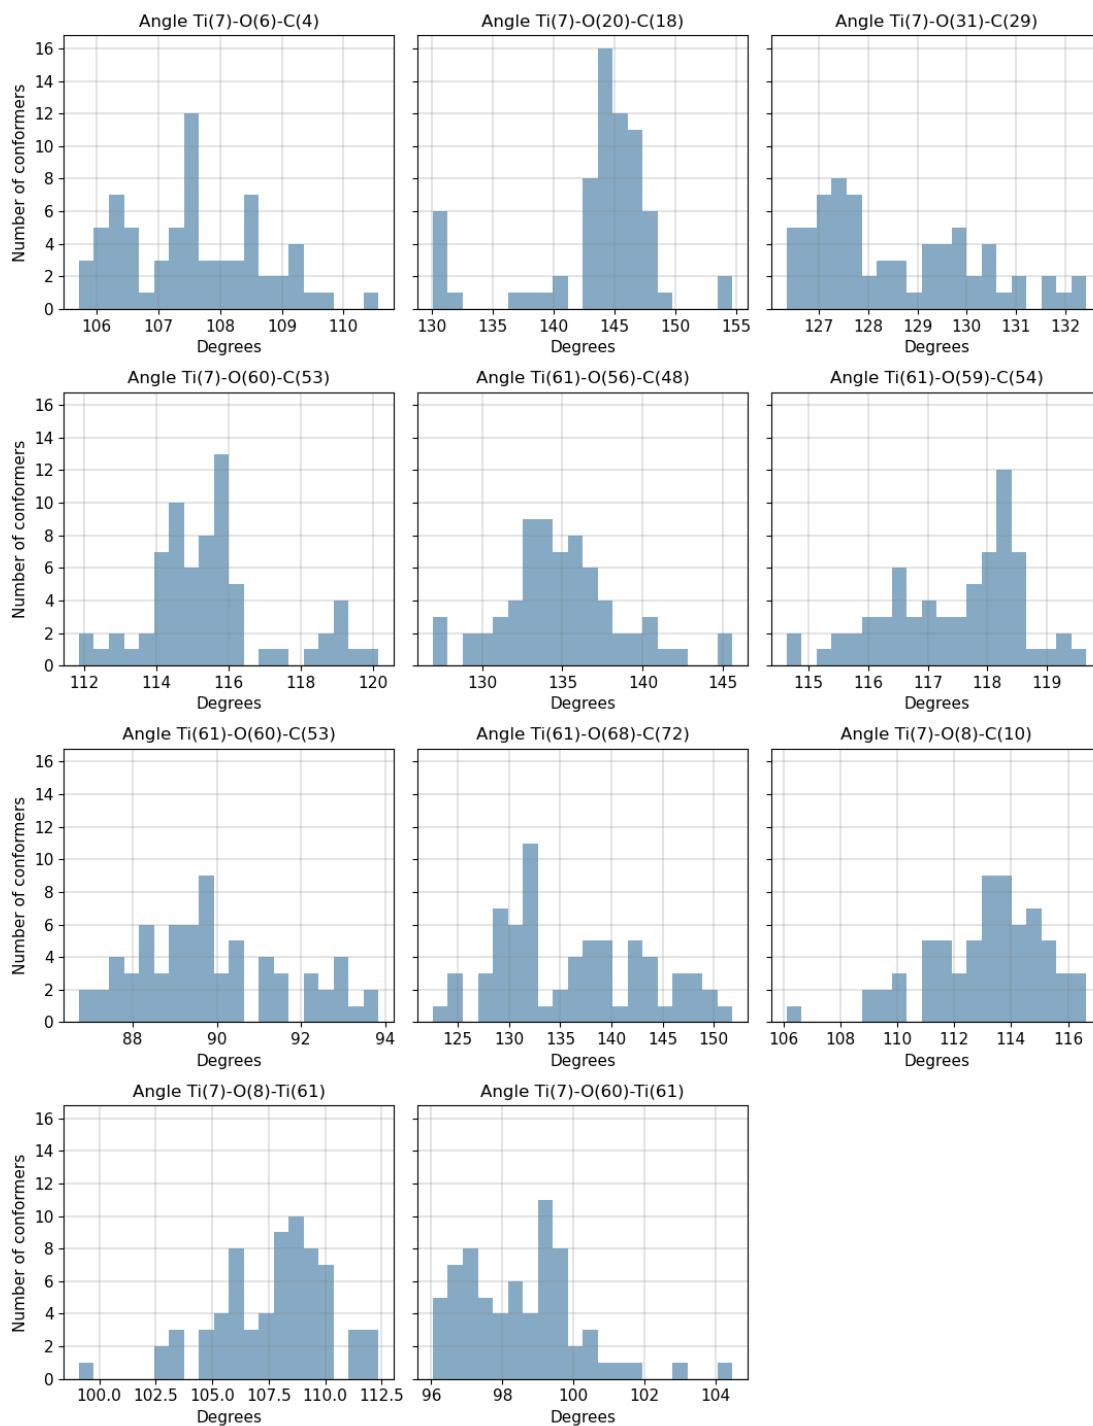 Angle Ti(7)-O(6)-C(4)
Angle Ti(7)-O(20)-C(18)
Angle Ti(7)-O(31)-C(29)
Number of conformers
16
14
12
10
8
6
4
2
0
106 107 108 109 110
130 135 140 145 150 155
127 128 129 130 131 132
Degrees
Degrees
Degrees
Angle Ti(7)-O(60)-C(53)
Angle Ti(61)-O(56)-C(48)
Angle Ti(61)-O(59)-C(54)
Number of conformers
16
14
12
10
8
6
4
2
0
112 114 116 118 120
130 135 140 145
115 116 117 118 119
Degrees
Degrees
Degrees
Angle Ti(61)-O(60)-C(53)
Angle Ti(61)-O(68)-C(72)
Angle Ti(7)-O(8)-C(10)
Number of conformers
16
14
12
10
8
6
4
2
0
88 90 92 94
125 130 135 140 145 150
106 108 110 112 114 116
Degrees
Degrees
Degrees
Angle Ti(7)-O(8)-Ti(61)
Angle Ti(7)-O(60)-Ti(61)
Number of conformers
16
14
12
10
8
6
4
2
0
100.0 102.5 105.0 107.5 110.0 112.5
96 98 100 102 104
Degrees
Degrees